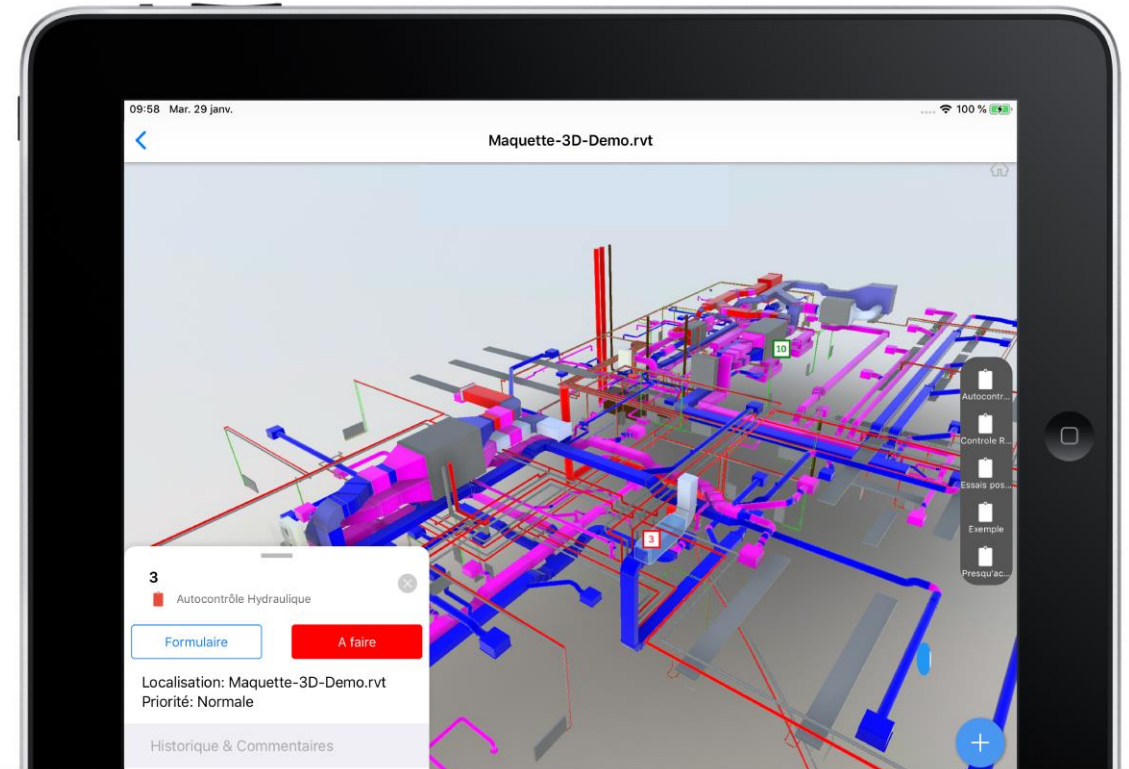 09:58 Mar. 29 janv.
100 %
Maquette-3D-Demo.rvt
10
Autocontr...
Controle R...
Essais pos...
Exemple
Presqu'ac...
3
3
Autocontrôle Hydraulique
Formulaire
A faire
Localisation: Maquette-3D-Demo.rvt
Priorité: Normale
Historique & Commentaires